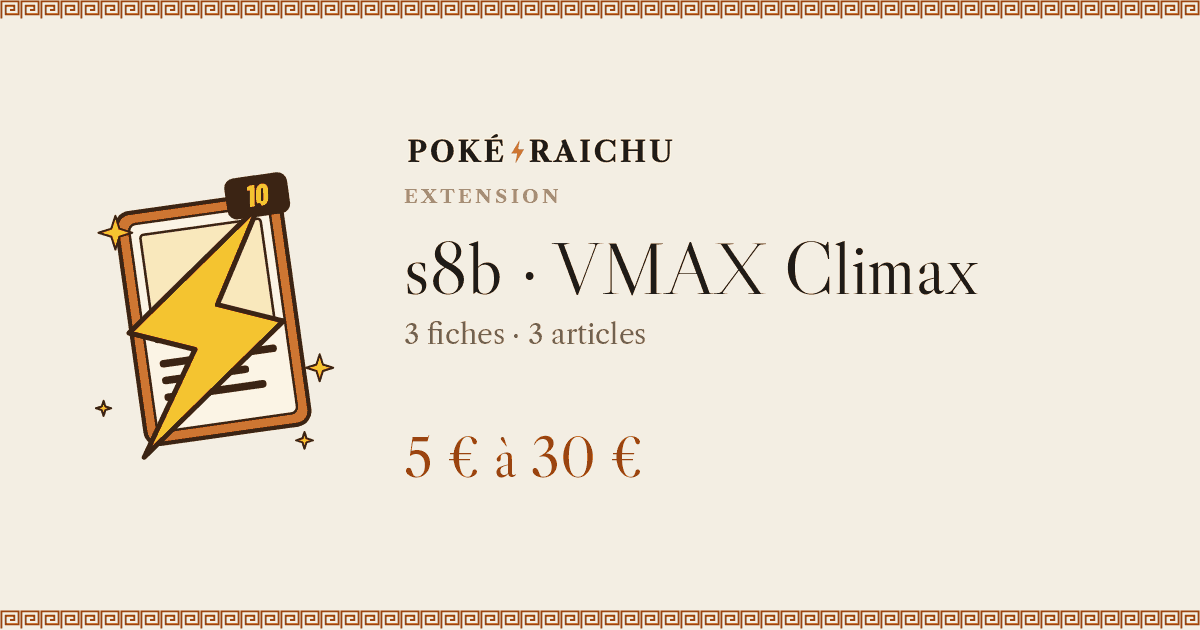 10
POKÉ RAICHU
EXTENSION
s8b · VMAX Climax
3 fiches · 3 articles
5 € à 30 €